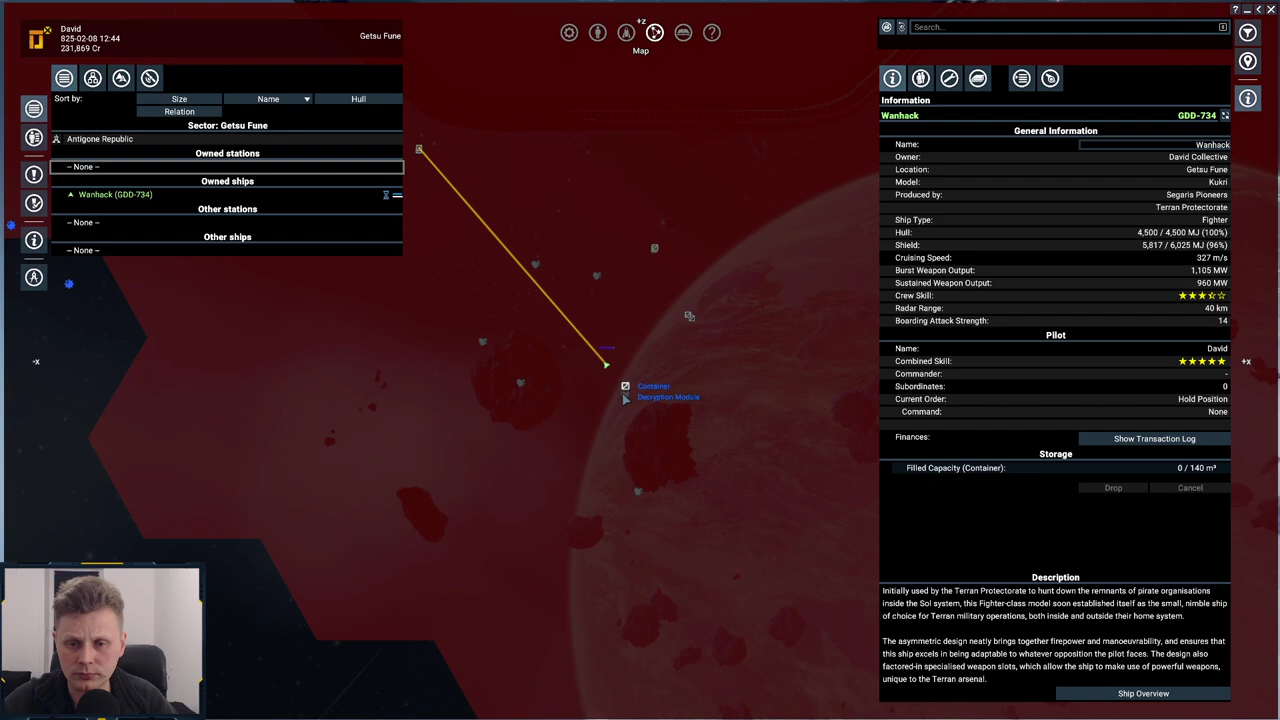 David
825-02-08 12:44
231,869 Cr
Getsu Fune
Sort by:
Size
Name
Hull
Relation
Sector: Getsu Fune
Antigone Republic
Owned stations
-- None --
Owned ships
Wanhack (GDD-734)
Other stations
-- None --
Other ships
-- None --
+Z
Map
-X
+X
Container
Decryption Module
Search...
Information
Wanhack GDD-734
General Information
Name: Wanhack
Owner: David Collective
Location: Getsu Fune
Model: Kukri
Produced by: Segaris Pioneers
Terran Protectorate
Ship Type: Fighter
Hull: 4,500 / 4,500 MJ (100%)
Shield: 5,817 / 6,025 MJ (96%)
Cruising Speed: 327 m/s
Burst Weapon Output: 1,105 MW
Sustained Weapon Output: 960 MW
Crew Skill: ★★★⯪☆
Radar Range: 40 km
Boarding Attack Strength: 14
Pilot
Name: David
Combined Skill: ★★★★★
Commander: -
Subordinates: 0
Current Order: Hold Position
Command: None
Finances: Show Transaction Log
Storage
Filled Capacity (Container): 0 / 140 m³
Drop Cancel
Description
Initially used by the Terran Protectorate to hunt down the remnants of pirate organisations
inside the Sol system, this Fighter-class model soon established itself as the small, nimble ship
of choice for Terran military operations, both inside and outside their home system.
The asymmetric design neatly brings together firepower and manoeuvrability, and ensures that
this ship excels in being adaptable to whatever opposition the pilot faces. The design also
factored-in specialised weapon slots, which allow the ship to make use of powerful weapons,
unique to the Terran arsenal.
Ship Overview